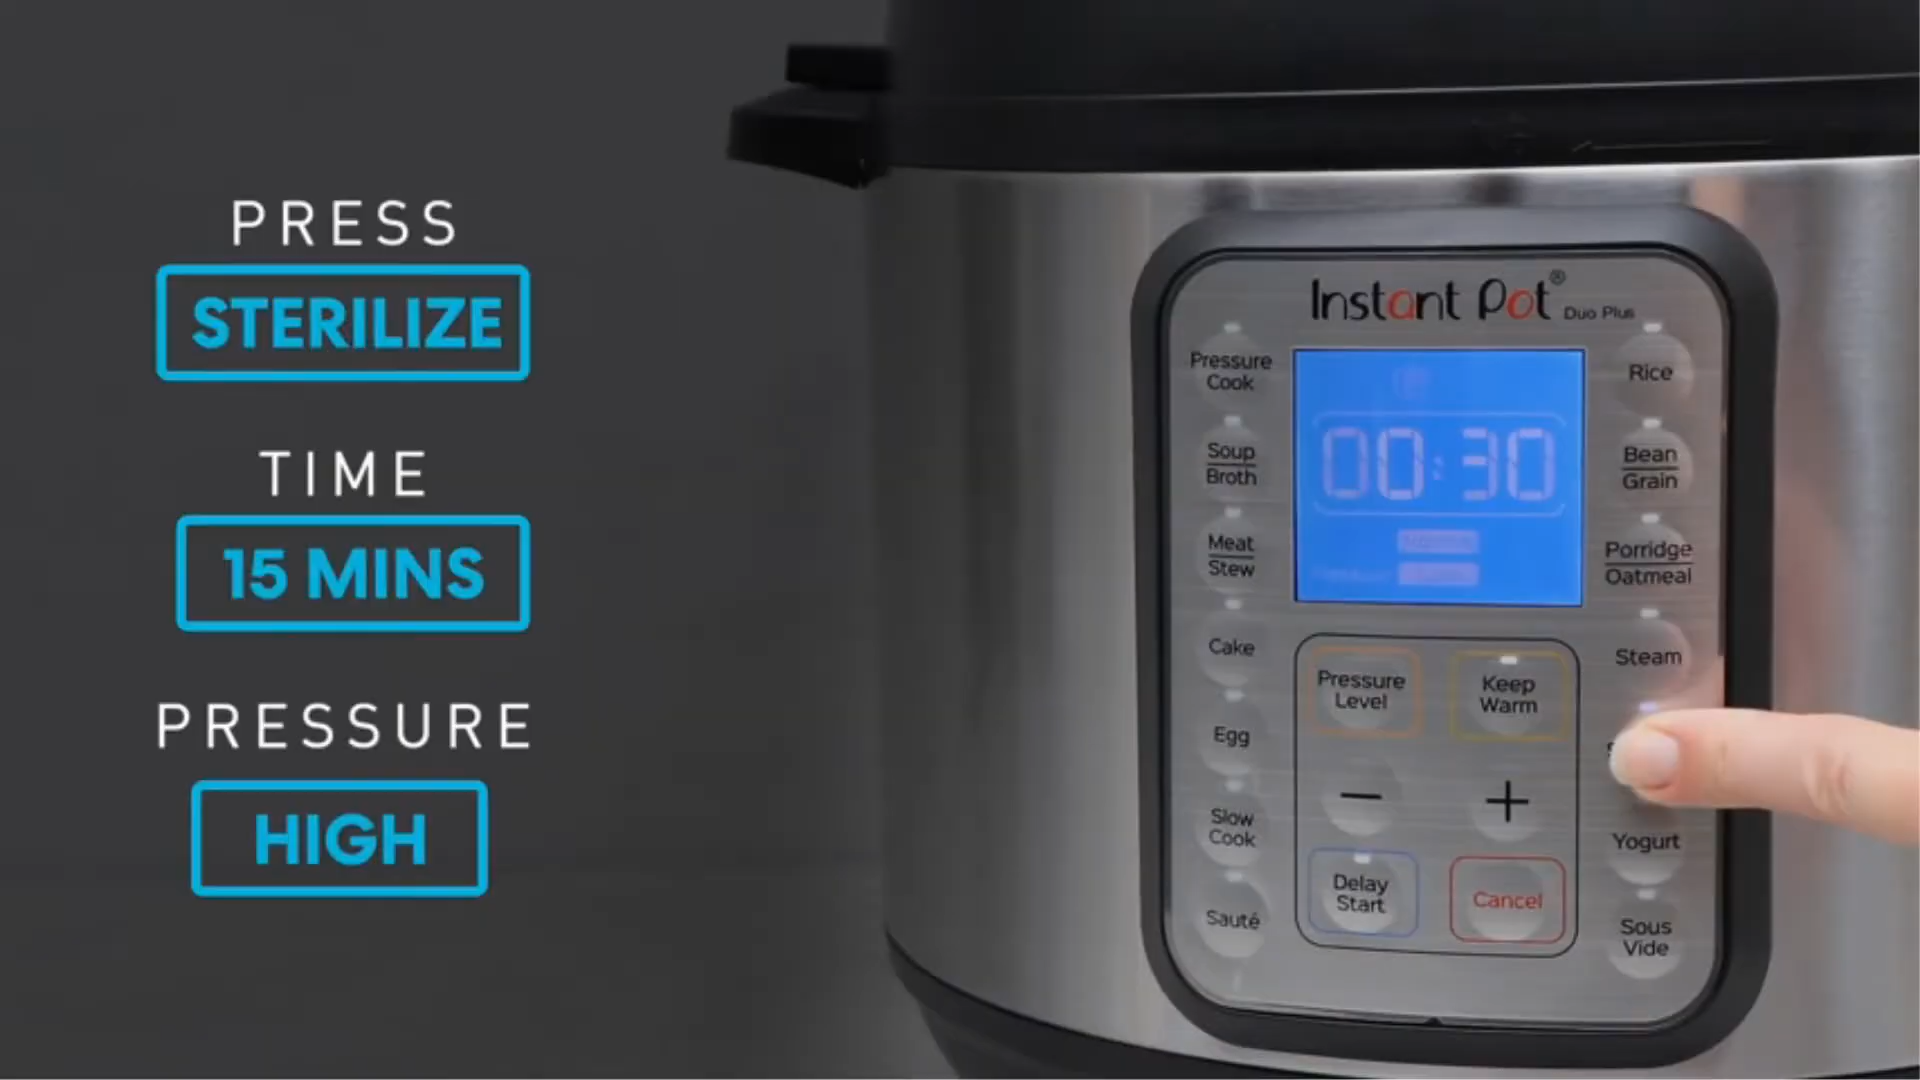 PRESS
STERILIZE
TIME
15 MINS
PRESSURE
HIGH
Instant Pot® Duo Plus
00:30
Pressure
Cook
Soup
Broth
Meat
Stew
Cake
Egg
Slow
Cook
Sauté
Pressure
Level
Keep
Warm
−
+
Delay
Start
Cancel
Rice
Bean
Grain
Porridge
Oatmeal
Steam
Yogurt
Sous
Vide